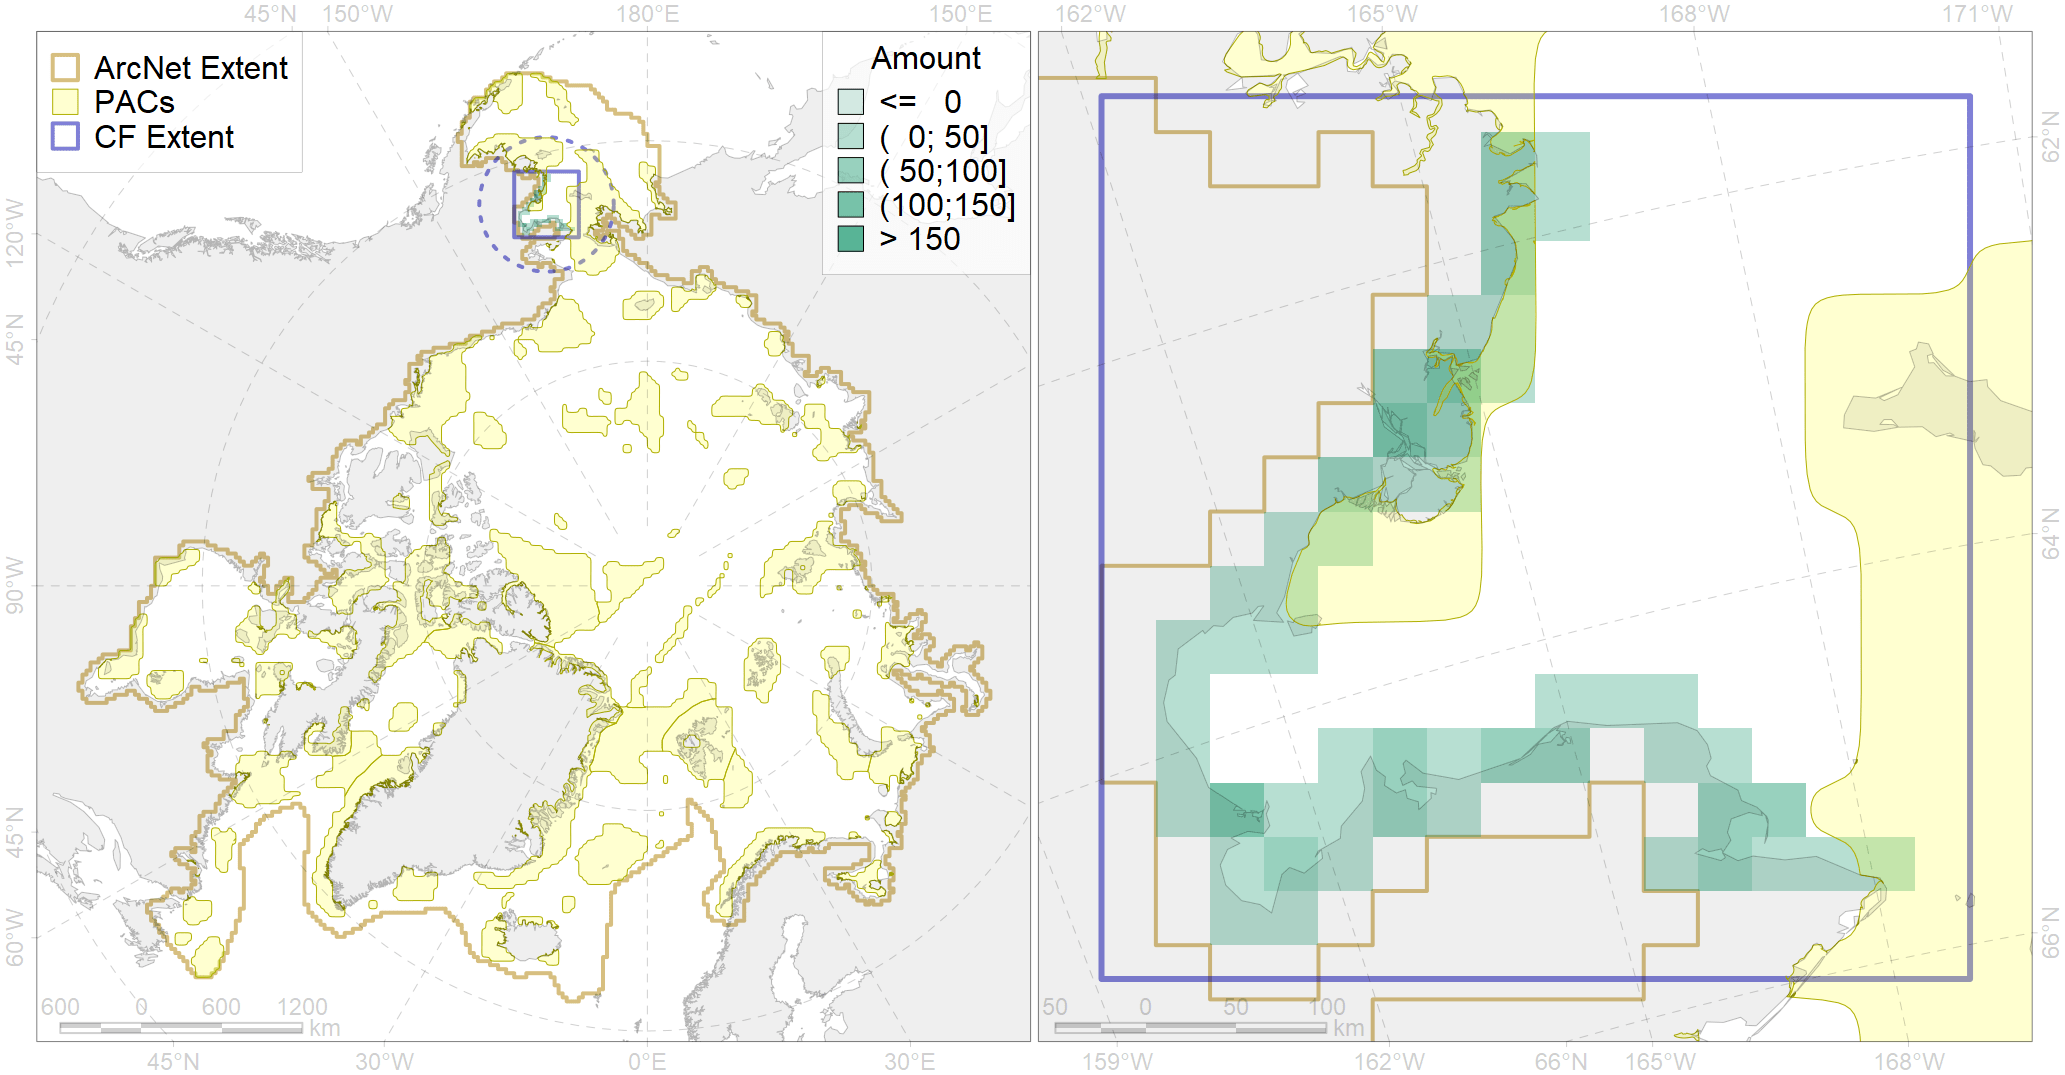 45°N 150°W 180°E 150°E 162°W 165°W 168°W 171°W
ArcNet Extent
PACs
CF Extent
Amount
<= 0
( 0; 50]
( 50;100]
(100;150]
> 150
120°W
45°N
90°W
45°N
60°W
62°N
64°N
66°N
600 0 600 1200
km
50 0 50 100
km
45°N 30°W 0°E 30°E 159°W 162°W 66°N 165°W 168°W